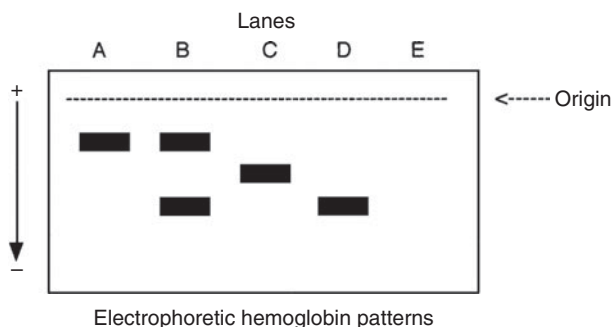 Lanes
A B C D E
+
<------ Origin
–
Electrophoretic hemoglobin patterns